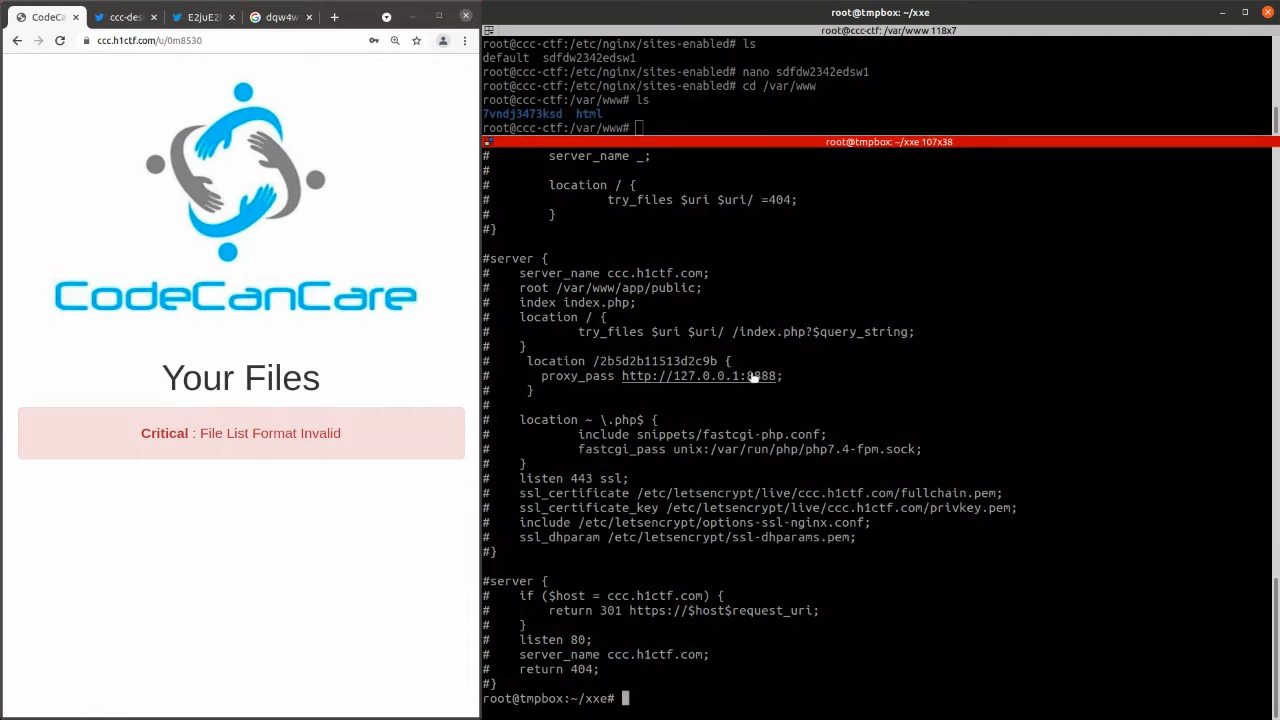 CodeCan
ccc-des
E2juE2
dqw4w
ccc.h1ctf.com/u/0m8530
CodeCanCare
Your Files
Critical : File List Format Invalid
root@tmpbox: ~/xxe
root@ccc-ctf: /var/www 118x7
root@ccc-ctf:/etc/nginx/sites-enabled# ls
default  sdfdw2342edsw1
root@ccc-ctf:/etc/nginx/sites-enabled# nano sdfdw2342edsw1
root@ccc-ctf:/etc/nginx/sites-enabled# cd /var/www
root@ccc-ctf:/var/www# ls
7vndj3473ksd  html
root@ccc-ctf:/var/www#
root@tmpbox: ~/xxe 107x38
#        server_name _;
#
#        location / {
#                try_files $uri $uri/ =404;
#        }
#}
#server {
#    server_name ccc.h1ctf.com;
#    root /var/www/app/public;
#    index index.php;
#    location / {
#            try_files $uri $uri/ /index.php?$query_string;
#    }
#     location /2b5d2b11513d2c9b {
#       proxy_pass http://127.0.0.1:8888;
#     }
#
#    location ~ \.php$ {
#            include snippets/fastcgi-php.conf;
#            fastcgi_pass unix:/var/run/php/php7.4-fpm.sock;
#    }
#    listen 443 ssl;
#    ssl_certificate /etc/letsencrypt/live/ccc.h1ctf.com/fullchain.pem;
#    ssl_certificate_key /etc/letsencrypt/live/ccc.h1ctf.com/privkey.pem;
#    include /etc/letsencrypt/options-ssl-nginx.conf;
#    ssl_dhparam /etc/letsencrypt/ssl-dhparams.pem;
#}
#server {
#    if ($host = ccc.h1ctf.com) {
#        return 301 https://$host$request_uri;
#    }
#    listen 80;
#    server_name ccc.h1ctf.com;
#    return 404;
#}
root@tmpbox:~/xxe#